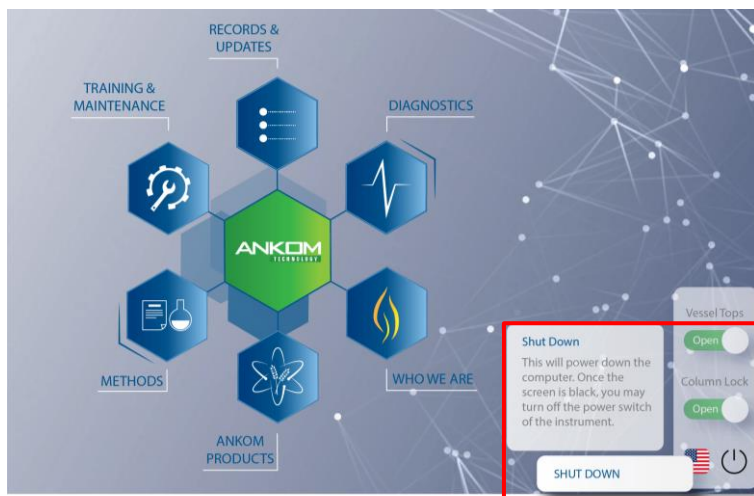 RECORDS &
UPDATES
TRAINING &
MAINTENANCE
DIAGNOSTICS
ANKOM
TECHNOLOGY
METHODS
WHO WE ARE
ANKOM
PRODUCTS
Vessel Tops
Open
Column Lock
Open
Shut Down
This will power down the
computer. Once the
screen is black, you may
turn off the power switch
of the instrument.
SHUT DOWN